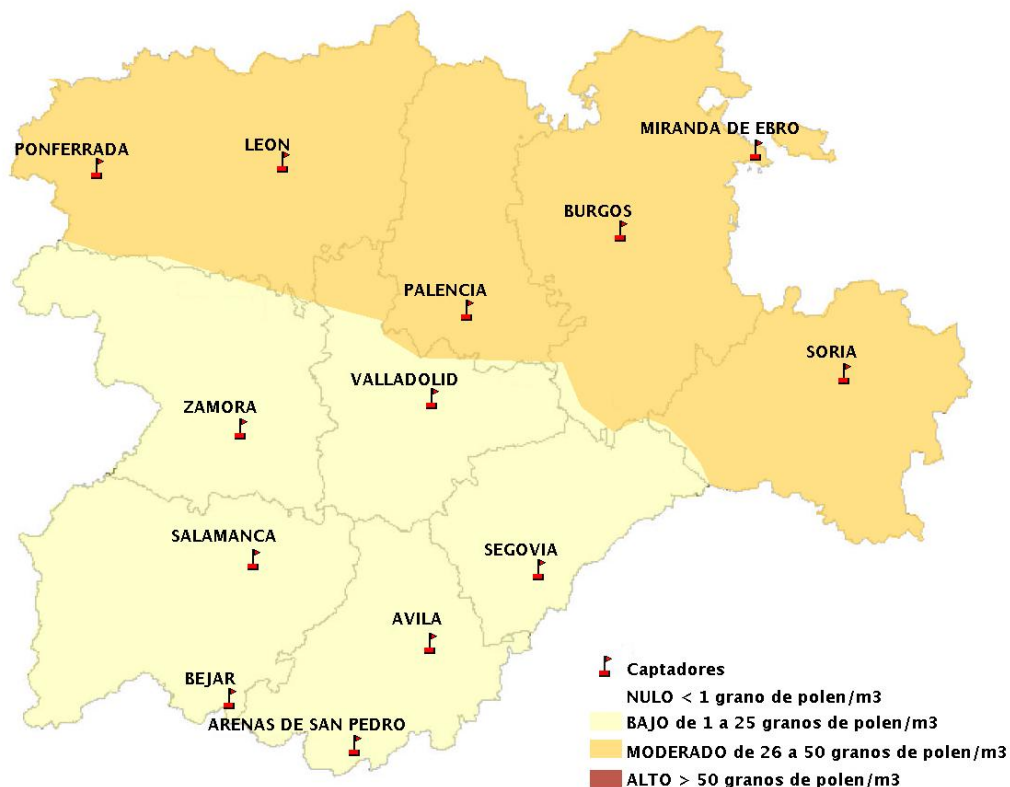 MIRANDA DE EBRO
PONFERRADA
LEON
BURGOS
PALENCIA
SORIA
VALLADOLID
ZAMORA
SALAMANCA
SEGOVIA
AVILA
BEJAR
ARENAS DE SAN PEDRO
Captadores
NULO < 1 grano de polen/m3
BAJO de 1 a 25 granos de polen/m3
MODERADO de 26 a 50 granos de polen/m3
ALTO > 50 granos de polen/m3